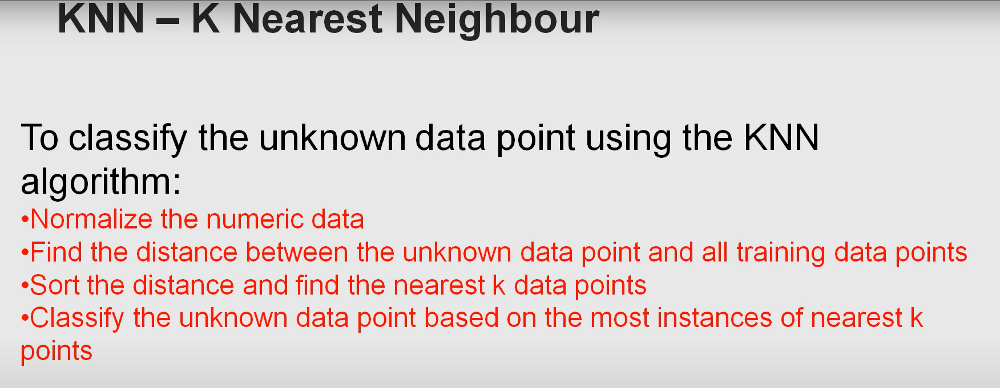 KNN – K Nearest Neighbour
To classify the unknown data point using the KNN
algorithm:
•Normalize the numeric data
•Find the distance between the unknown data point and all training data points
•Sort the distance and find the nearest k data points
•Classify the unknown data point based on the most instances of nearest k
points